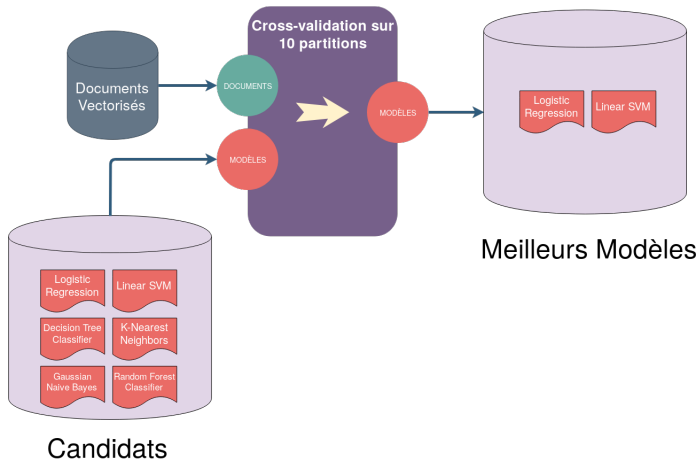 Cross-validation sur
10 partitions
Documents
Vectorisés
DOCUMENTS
MODÈLES
MODÈLES
Logistic
Regression
Linear SVM
Meilleurs Modèles
Logistic
Regression
Linear SVM
Decision Tree
Classifier
K-Nearest
Neighbors
Gaussian
Naive Bayes
Random Forest
Classifier
Candidats